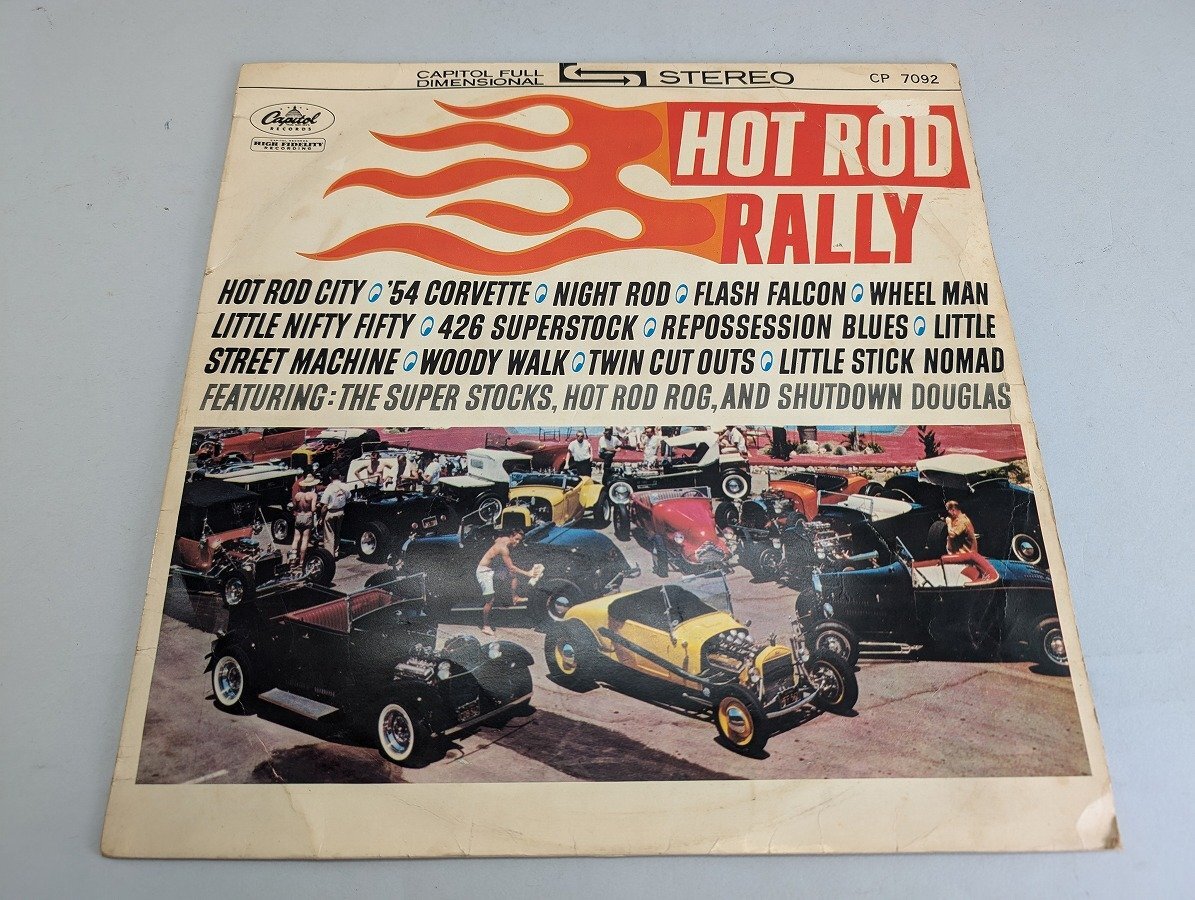 CAPITOL FULL DIMENSIONAL STEREO CP 7092
Capitol
RECORDS
HIGH FIDELITY
RECORDING
HOT ROD
RALLY
HOT ROD CITY '54 CORVETTE NIGHT ROD FLASH FALCON WHEEL MAN
LITTLE NIFTY FIFTY 426 SUPERSTOCK REPOSSESSION BLUES LITTLE
STREET MACHINE WOODY WALK TWIN CUT OUTS LITTLE STICK NOMAD
FEATURING: THE SUPER STOCKS, HOT ROD ROG, AND SHUTDOWN DOUGLAS